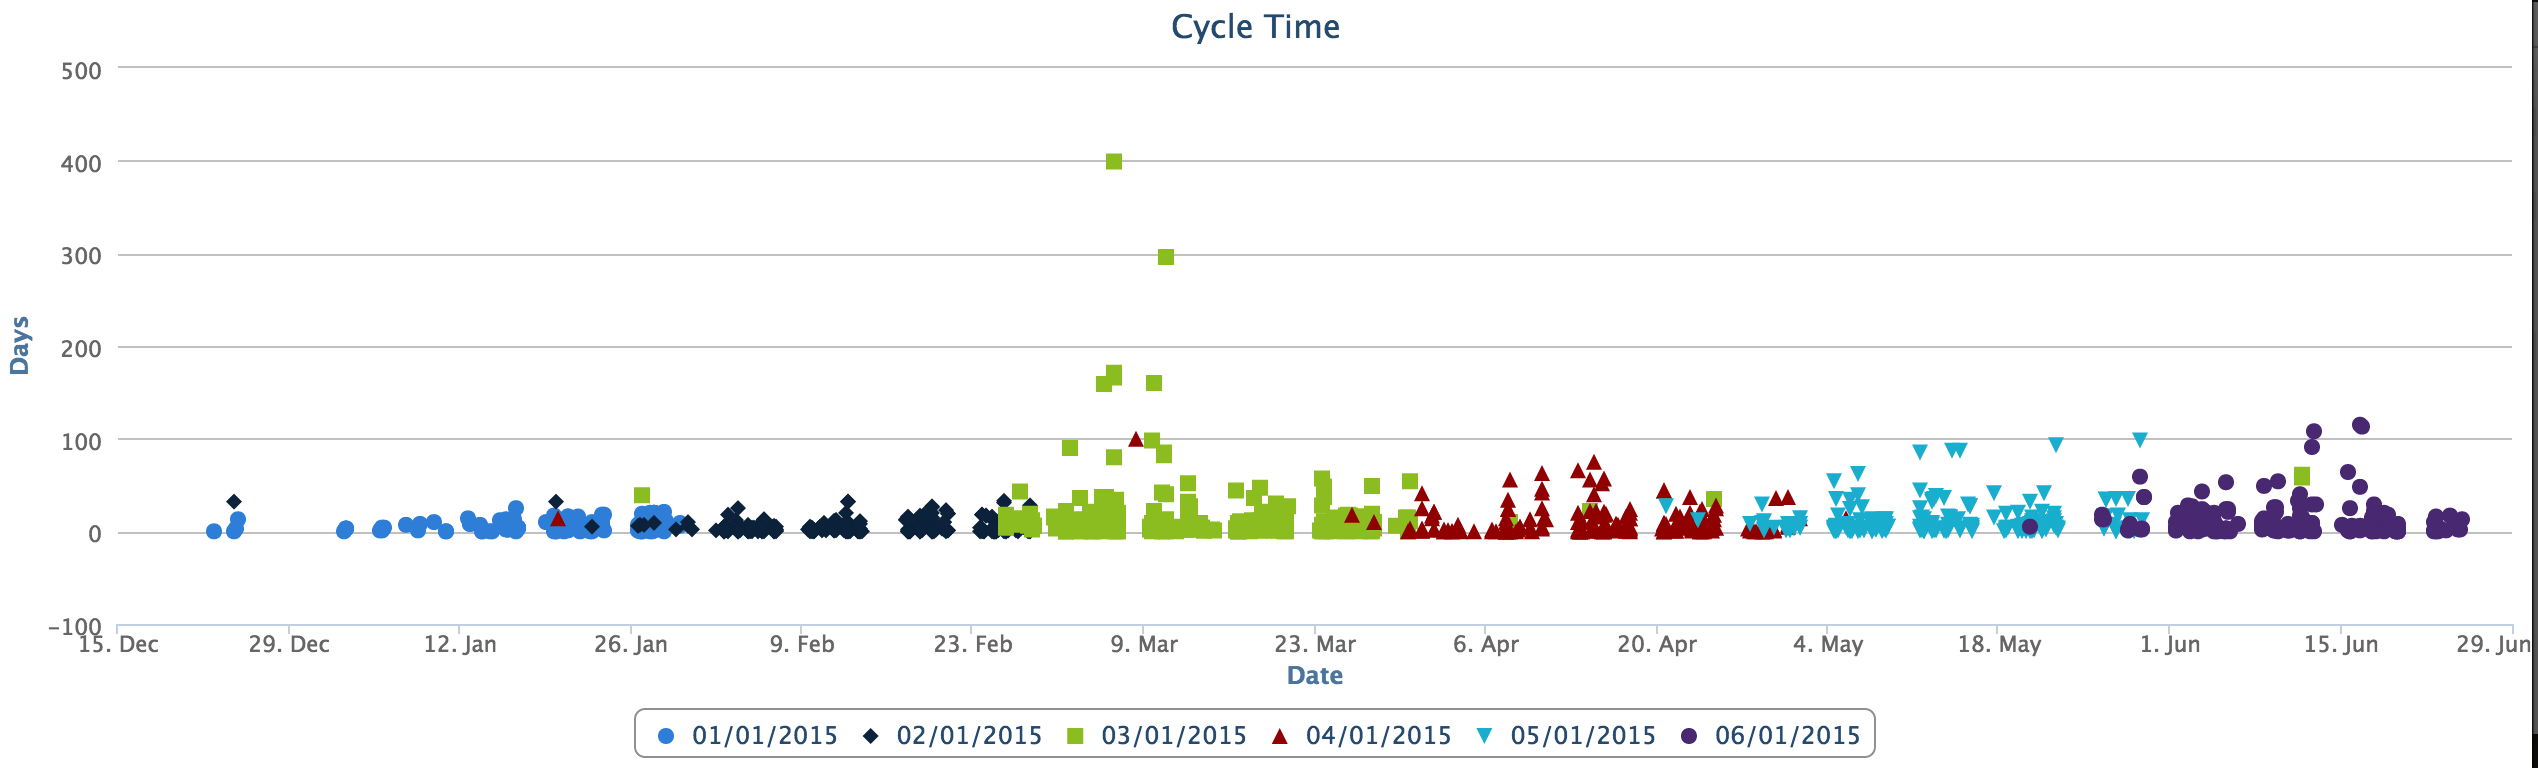 Cycle Time
500
400
300
200
100
0
-100
Days
15. Dec 29. Dec 12. Jan 26. Jan 9. Feb 23. Feb 9. Mar 23. Mar 6. Apr 20. Apr 4. May 18. May 1. Jun 15. Jun 29. Jun
Date
01/01/2015 02/01/2015 03/01/2015 04/01/2015 05/01/2015 06/01/2015